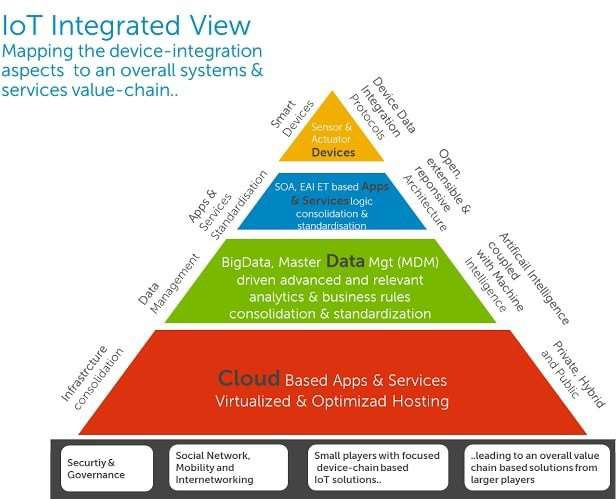 IoT Integrated View
Mapping the device-integration
aspects to an overall systems &
services value-chain..
Smart
Devices
Device Data
Integration
Protocols
Sensor &
Actuator
Devices
Apps &
Services
Standardisation
Open,
extensible &
reponsive
Architecture
SOA, EAI ET based Apps
& Services logic
consolidation &
standardisation
Data
Management
Artificail Intelligence
coupled
with Machine
Intelligence
BigData, Master Data Mgt (MDM)
driven advanced and relevant
analytics & business rules
consolidation & standardization
Infrastrcture
consolidation
Private, Hybrid
and Public
Cloud Based Apps & Services
Virtualized & Optimizad Hosting
Securtiy &
Governance
Social Network,
Mobility and
Internetworking
Small players with focused
device-chain based
IoT solutions..
..leading to an overall value
chain based solutions from
larger players